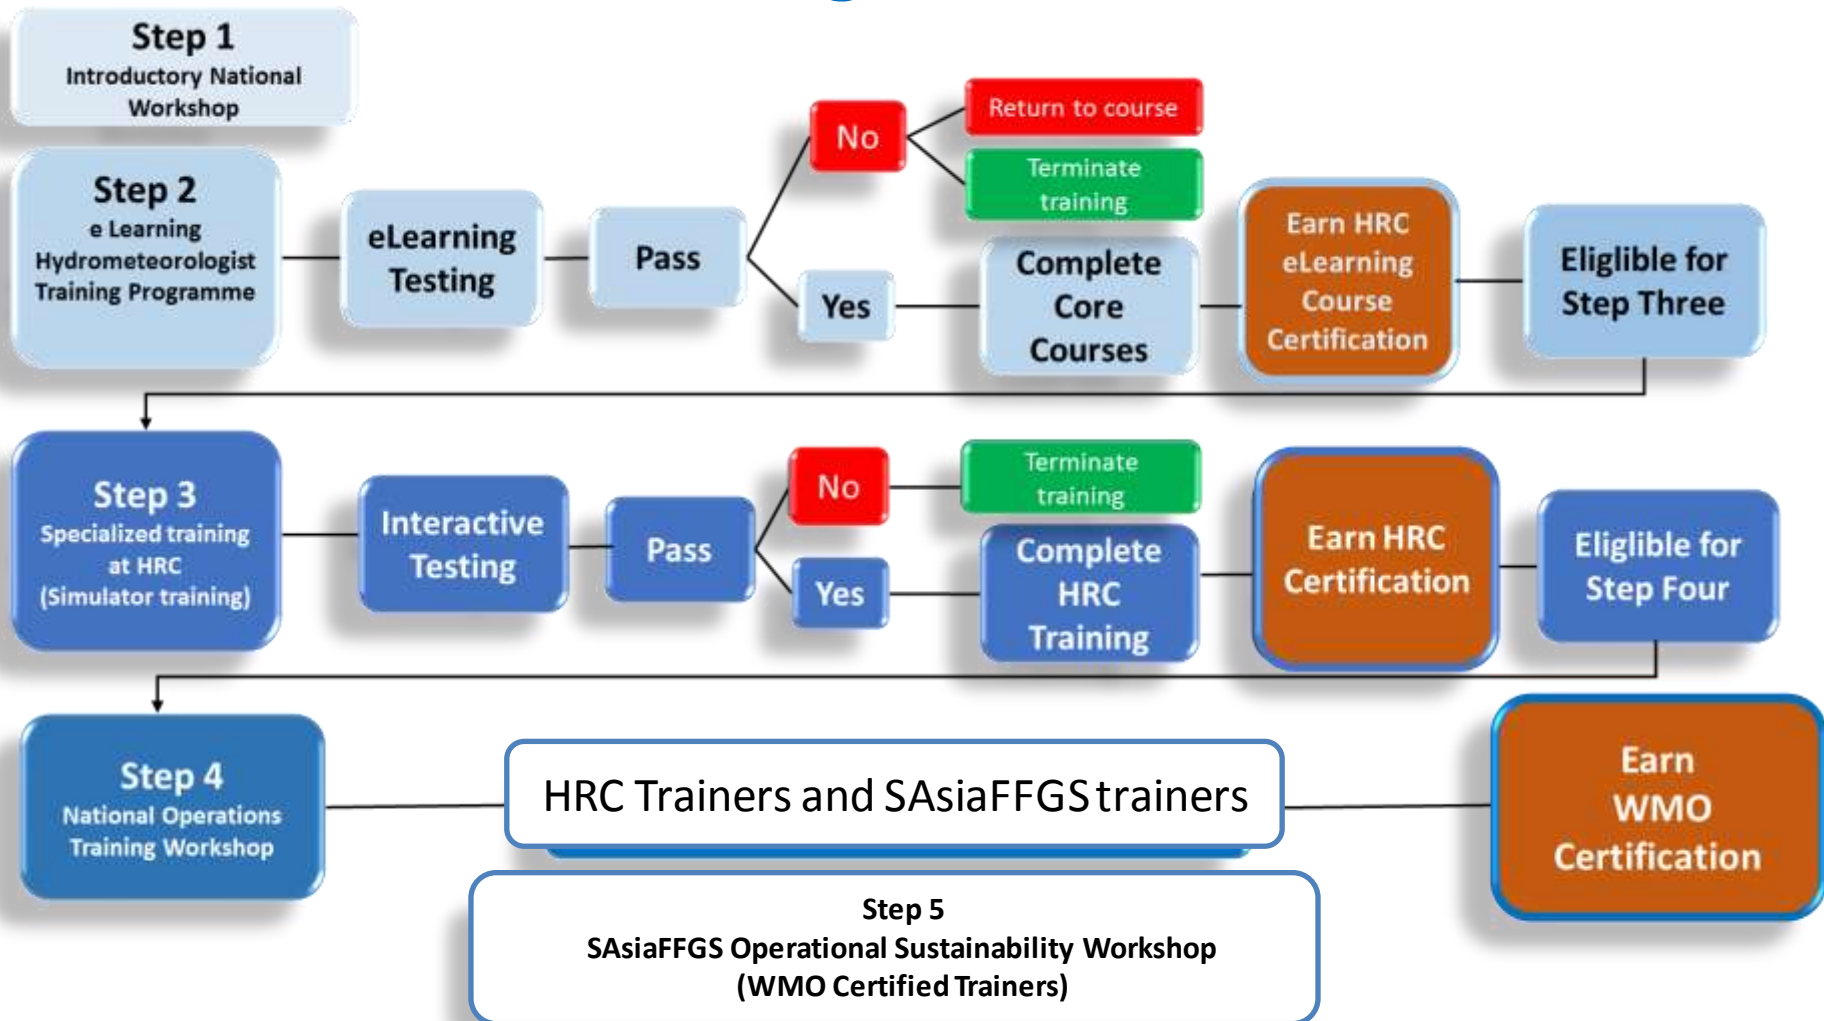 Step 1
Introductory National
Workshop
Step 2
e Learning
Hydrometeorologist
Training Programme
eLearning
Testing
Pass
No
Return to course
Terminate
training
Yes
Complete
Core
Courses
Earn HRC
eLearning
Course
Certification
Eliglible for
Step Three
Step 3
Specialized training
at HRC
(Simulator training)
Interactive
Testing
Pass
No
Terminate
training
Yes
Complete
HRC
Training
Earn HRC
Certification
Eliglible for
Step Four
Step 4
National Operations
Training Workshop
HRC Trainers and SAsiaFFGS trainers
Earn
WMO
Certification
Step 5
SAsiaFFGS Operational Sustainability Workshop
(WMO Certified Trainers)